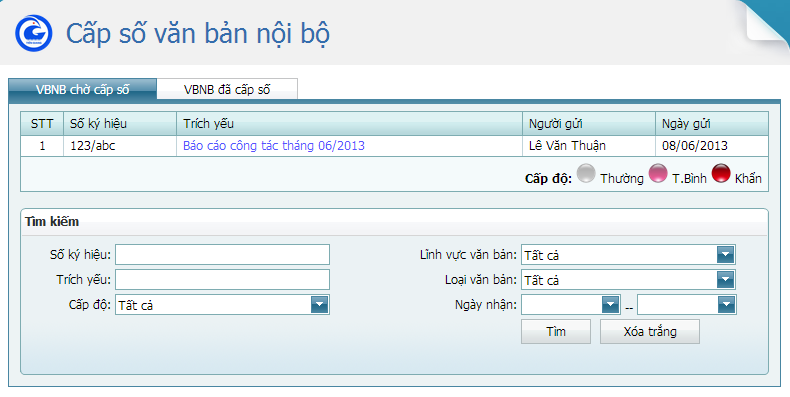 Cấp số văn bản nội bộ
VBNB chờ cấp số VBNB đã cấp số
STT Số ký hiệu Trích yếu Người gửi Ngày gửi
1 123/abc Báo cáo công tác tháng 06/2013 Lê Văn Thuận 08/06/2013
Cấp độ: Thường T.Bình Khẩn
Tìm kiếm
Số ký hiệu: Lĩnh vực văn bản: Tất cả
Trích yếu: Loại văn bản: Tất cả
Cấp độ: Tất cả Ngày nhận: --
Tìm Xóa trắng